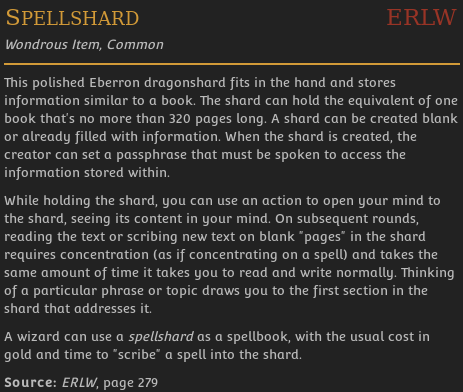 SPELLSHARD ERLW
Wondrous Item, Common
This polished Eberron dragonshard fits in the hand and stores
information similar to a book. The shard can hold the equivalent of one
book that's no more than 320 pages long. A shard can be created blank
or already filled with information. When the shard is created, the
creator can set a passphrase that must be spoken to access the
information stored within.
While holding the shard, you can use an action to open your mind to
the shard, seeing its content in your mind. On subsequent rounds,
reading the text or scribing new text on blank "pages" in the shard
requires concentration (as if concentrating on a spell) and takes the
same amount of time it takes you to read and write normally. Thinking
of a particular phrase or topic draws you to the first section in the
shard that addresses it.
A wizard can use a spellshard as a spellbook, with the usual cost in
gold and time to "scribe" a spell into the shard.
Source: ERLW, page 279